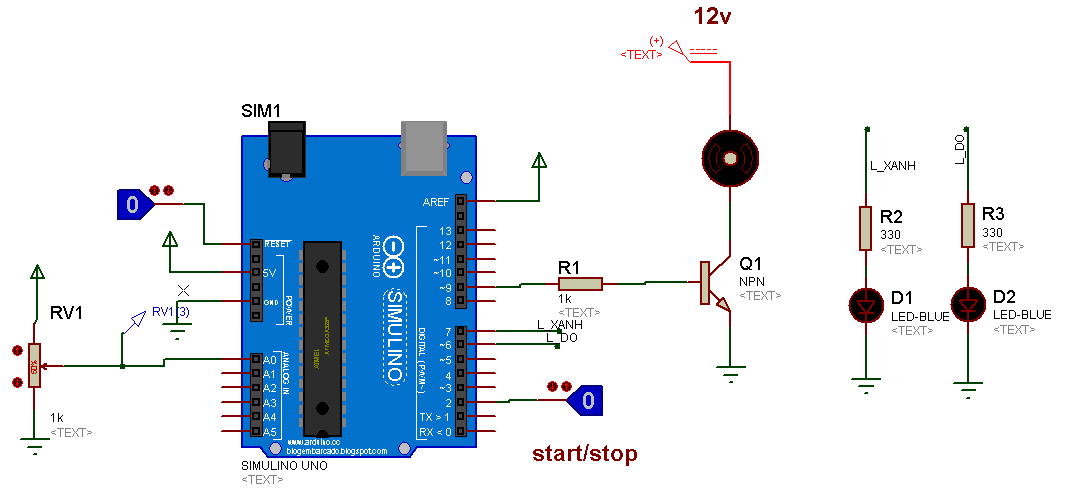 12v
(+)
<TEXT>
SIM1
0
AREF
RESET
5V
GND
POWER
ARDUINO
SIMULINO
13
12
~11
~10
~9
8
7
~6
~5
4
~3
2
TX > 1
RX < 0
DIGITAL (PWM~)
ANALOG IN
A0
A1
A2
A3
A4
A5
ATMEL
www.arduino.cc
blogembarcado.blogspot.com
SIMULINO UNO
<TEXT>
RV1
RV1(3)
1k
<TEXT>
R1
1k
<TEXT>
L_XANH
L_DO
0
start/stop
Q1
NPN
<TEXT>
L_XANH
R2
330
<TEXT>
D1
LED-BLUE
<TEXT>
L_DO
R3
330
<TEXT>
D2
LED-BLUE
<TEXT>